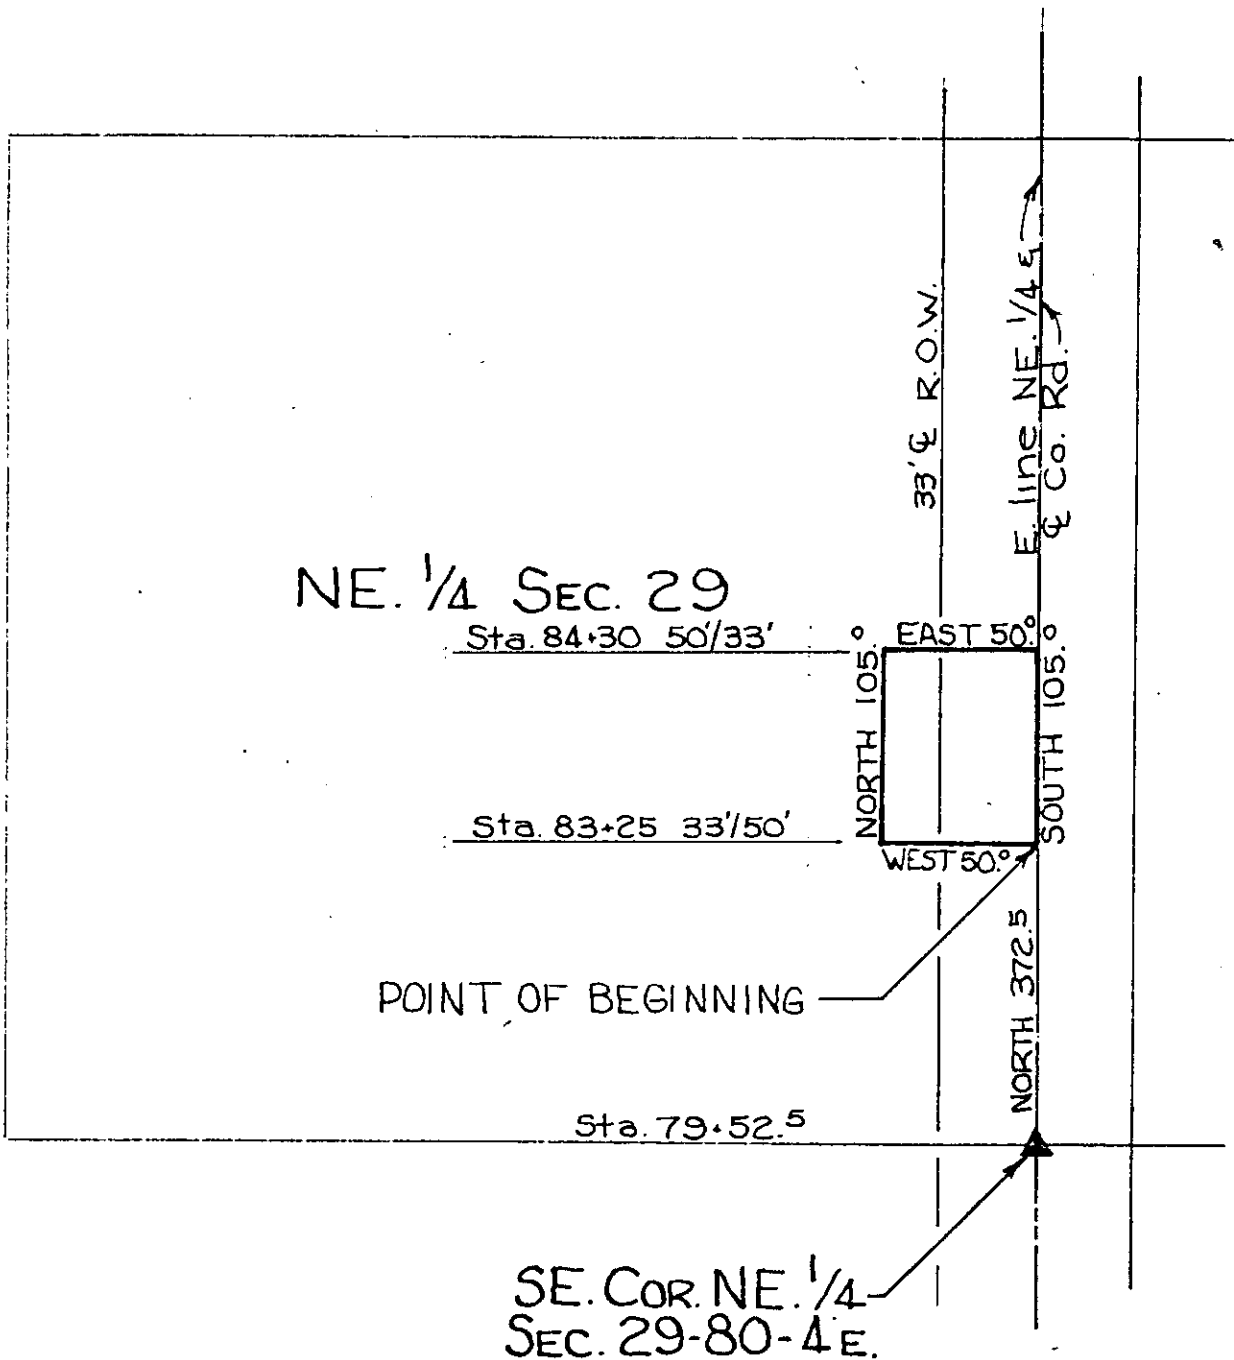 33' ℄ R.O.W.
E. line NE. 1/4 &
℄ Co. Rd.
NE. 1/4 SEC. 29
Sta. 84+30 50'/33'
EAST 50.⁰
NORTH 105.⁰
SOUTH 105.⁰
Sta. 83+25 33'/50'
WEST 50.⁰
POINT OF BEGINNING
NORTH 372.5
Sta. 79+52.⁵
SE. COR. NE. 1/4
SEC. 29-80-4 E.